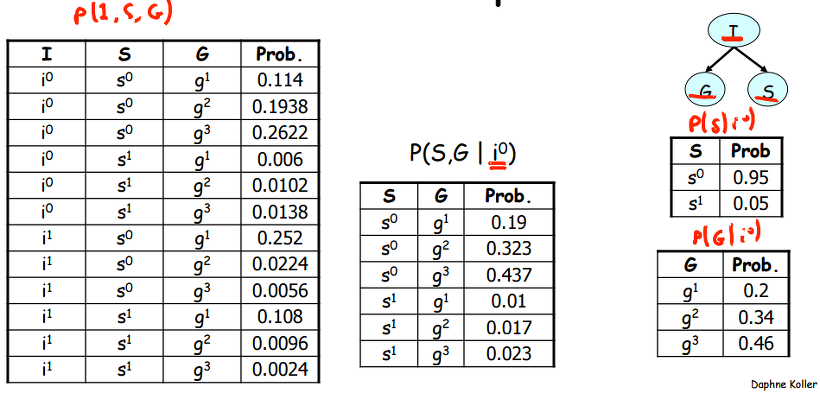 P(I, S, G)
I S G Prob.
i⁰ s⁰ g¹ 0.114
i⁰ s⁰ g² 0.1938
i⁰ s⁰ g³ 0.2622
i⁰ s¹ g¹ 0.006
i⁰ s¹ g² 0.0102
i⁰ s¹ g³ 0.0138
i¹ s⁰ g¹ 0.252
i¹ s⁰ g² 0.0224
i¹ s⁰ g³ 0.0056
i¹ s¹ g¹ 0.108
i¹ s¹ g² 0.0096
i¹ s¹ g³ 0.0024
P(S,G | i⁰)
S G Prob.
s⁰ g¹ 0.19
s⁰ g² 0.323
s⁰ g³ 0.437
s¹ g¹ 0.01
s¹ g² 0.017
s¹ g³ 0.023
I
G S
P(S|i⁰)
S Prob
s⁰ 0.95
s¹ 0.05
P(G|i⁰)
G Prob.
g¹ 0.2
g² 0.34
g³ 0.46
Daphne Koller